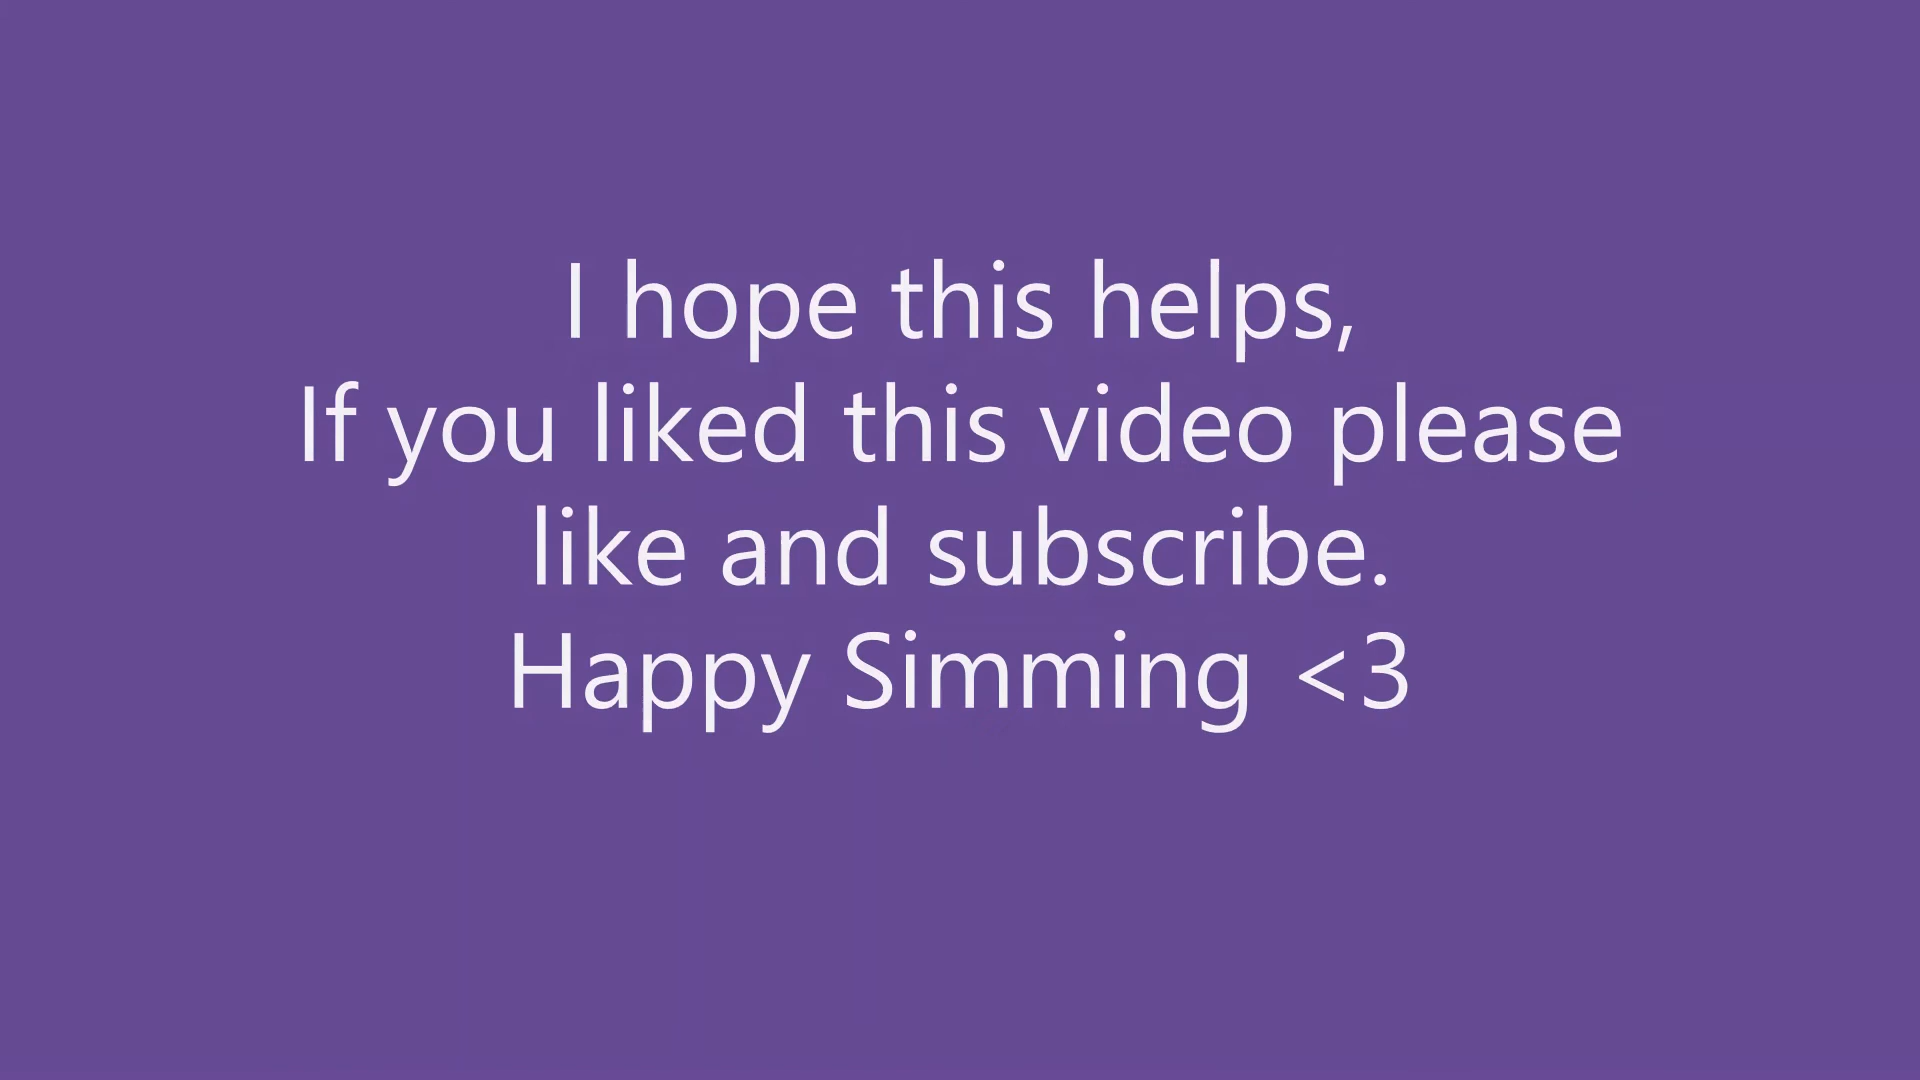 I hope this helps,
If you liked this video please
like and subscribe.
Happy Simming <3